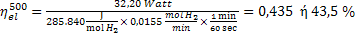 η_el^500 = 32,20 Watt / (285.840 J/mol H₂ × 0,0155 mol H₂/min × 1 min/60 sec) = 0,435 ή 43,5 %